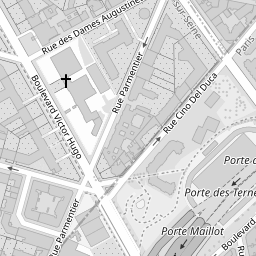 Rue des Dames Augustines
sur-Seine
Paris
Rue Parmentier
Rue Cino Del Duca
Boulevard Victor Hugo
Porte d
Porte des Terne
Rue Parmentier
Porte Maillot
Boulevard